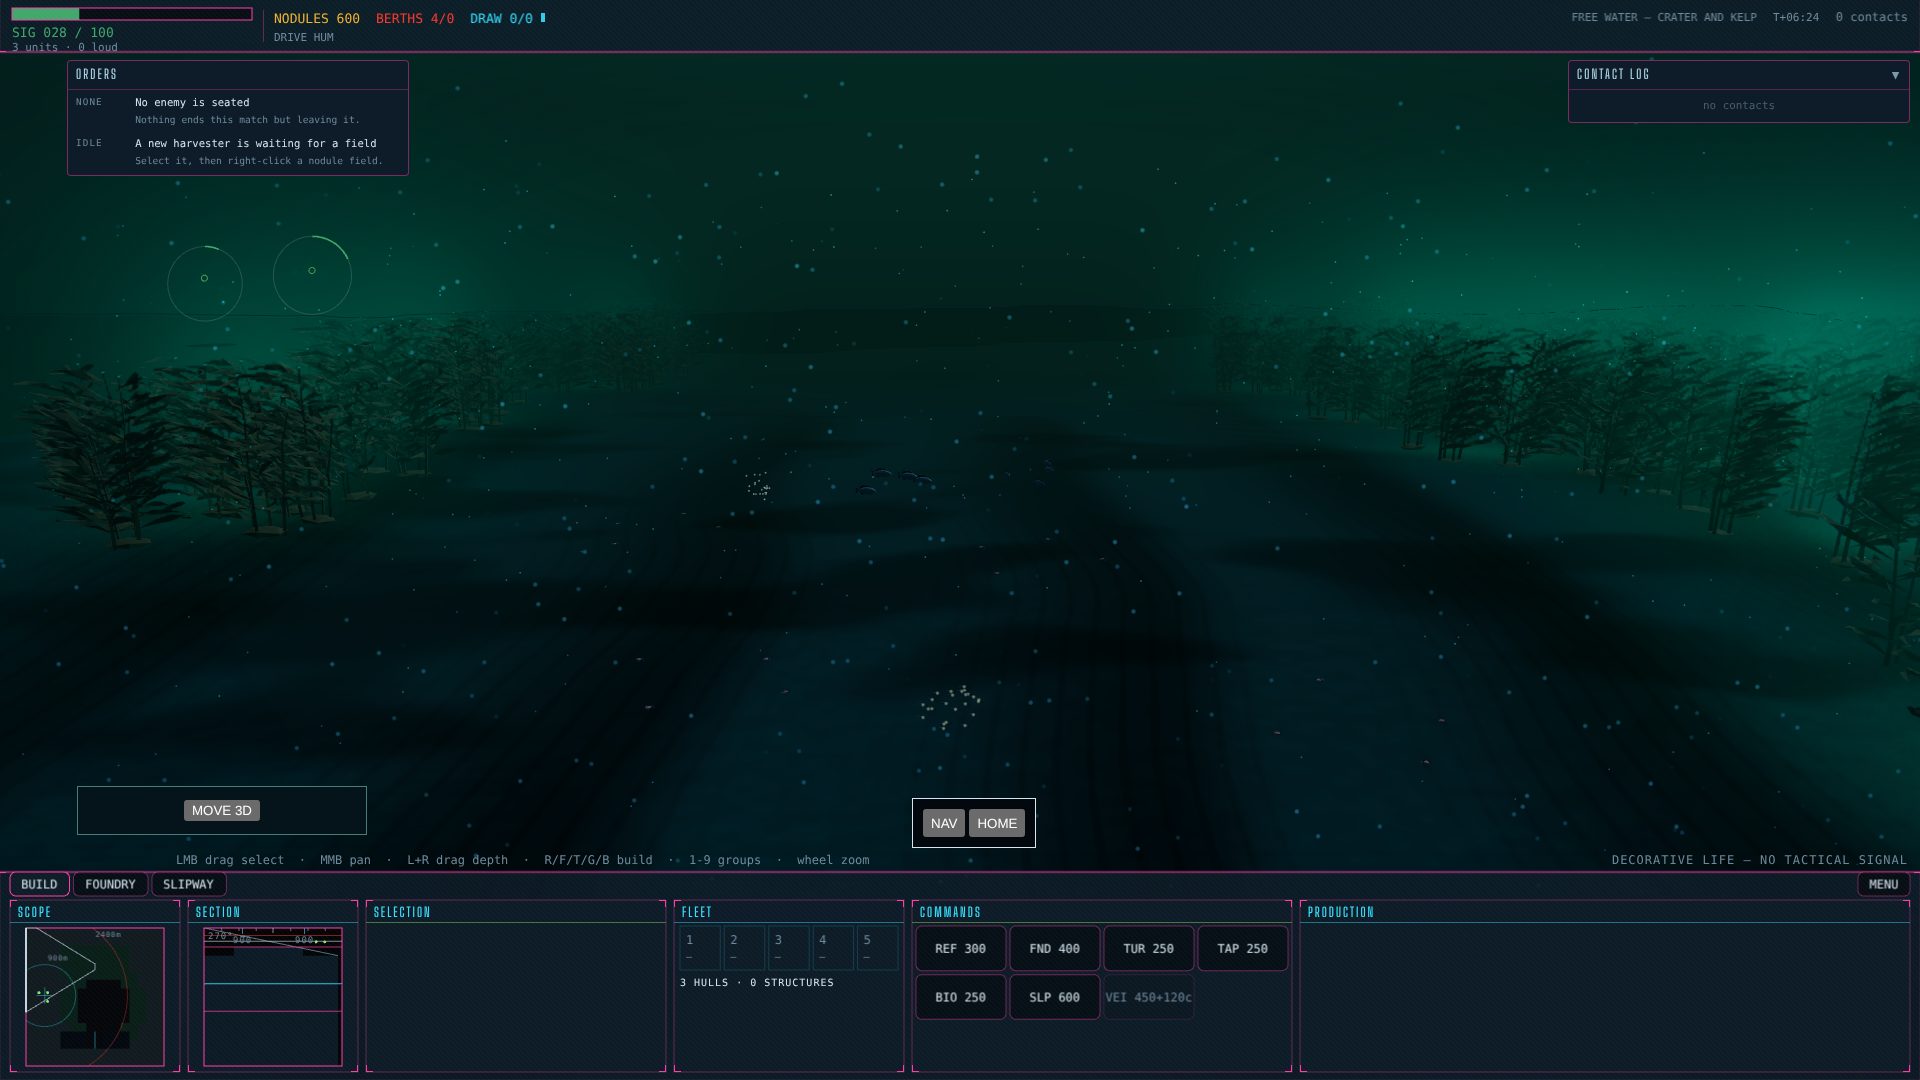 SIG 028 / 100
3 units · 0 loud
NODULES 600 BERTHS 4/0 DRAW 0/0
DRIVE HUM
FREE WATER — CRATER AND KELP T+06:24 0 contacts
ORDERS
NONE No enemy is seated
Nothing ends this match but leaving it.
IDLE A new harvester is waiting for a field
Select it, then right-click a nodule field.
CONTACT LOG ▼
no contacts
MOVE 3D
NAV HOME
LMB drag select · MMB pan · L+R drag depth · R/F/T/G/B build · 1-9 groups · wheel zoom
DECORATIVE LIFE — NO TACTICAL SIGNAL
BUILD FOUNDRY SLIPWAY MENU
SCOPE
2400m
900m
SECTION
270° 900 900
SELECTION
FLEET
1 2 3 4 5
– – – – –
3 HULLS · 0 STRUCTURES
COMMANDS
REF 300 FND 400 TUR 250 TAP 250
BIO 250 SLP 600 VEI 450+120c
PRODUCTION